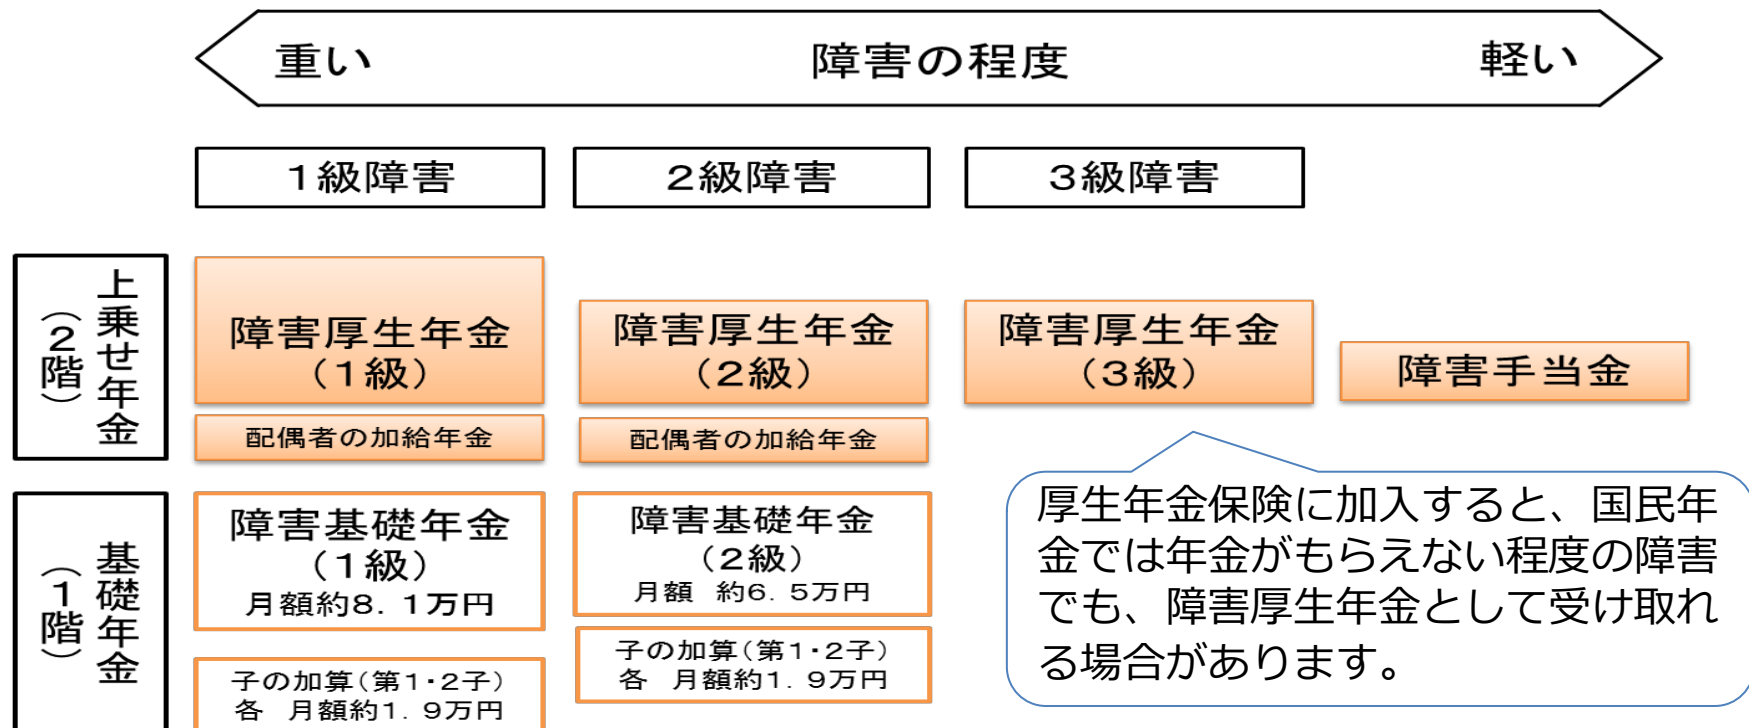 重い 障害の程度 軽い
1級障害 2級障害 3級障害
上乗せ年金
（2階）
障害厚生年金
（1級）
配偶者の加給年金
障害厚生年金
（2級）
配偶者の加給年金
障害厚生年金
（3級）
障害手当金
基礎年金
（1階）
障害基礎年金
（1級）
月額約8．1万円
子の加算（第1・2子）
各　月額約1．9万円
障害基礎年金
（2級）
月額　約6．5万円
子の加算（第1・2子）
各　月額約1．9万円
厚生年金保険に加入すると、国民年
金では年金がもらえない程度の障害
でも、障害厚生年金として受け取れ
る場合があります。